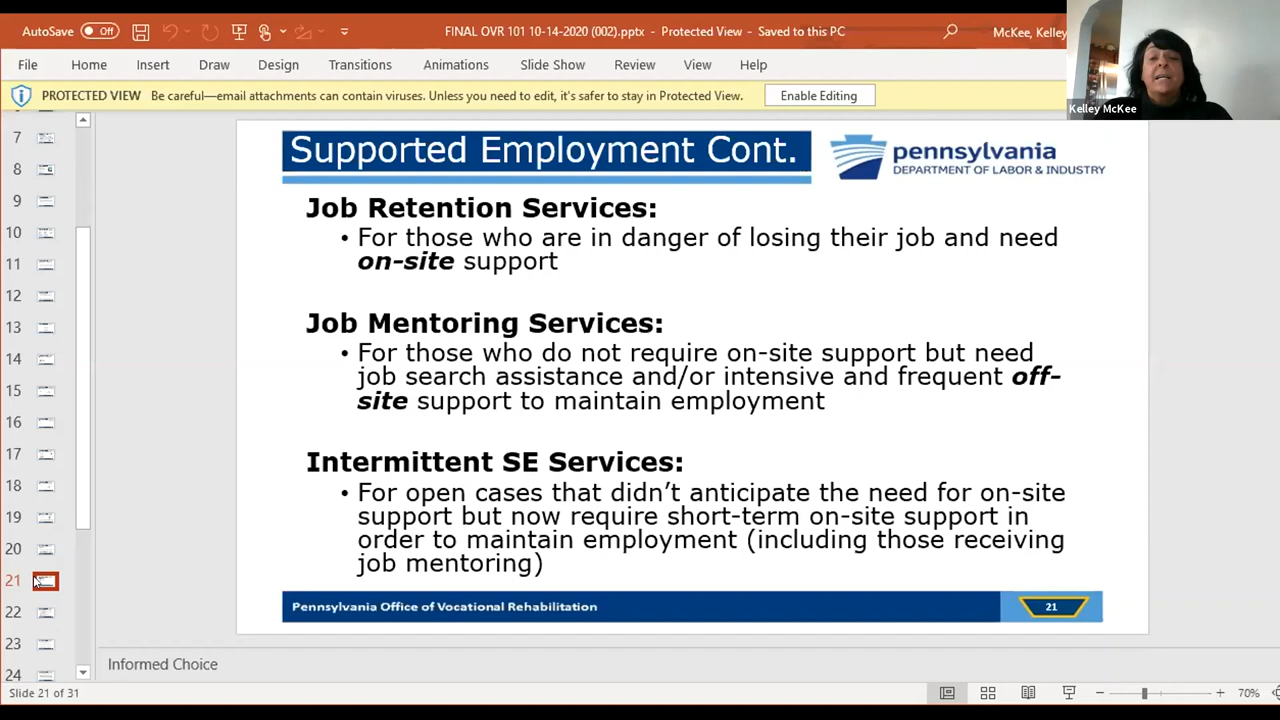 AutoSave Off
FINAL OVR 101 10-14-2020 (002).pptx - Protected View - Saved to this PC
McKee, Kelley
File Home Insert Draw Design Transitions Animations Slide Show Review View Help
PROTECTED VIEW Be careful—email attachments can contain viruses. Unless you need to edit, it's safer to stay in Protected View. Enable Editing
Kelley McKee
7
8
9
10
11
12
13
14
15
16
17
18
19
20
21
22
23
24
Supported Employment Cont.
pennsylvania
DEPARTMENT OF LABOR & INDUSTRY
Job Retention Services:
• For those who are in danger of losing their job and need
on-site support
Job Mentoring Services:
• For those who do not require on-site support but need
job search assistance and/or intensive and frequent off-
site support to maintain employment
Intermittent SE Services:
• For open cases that didn't anticipate the need for on-site
support but now require short-term on-site support in
order to maintain employment (including those receiving
job mentoring)
Pennsylvania Office of Vocational Rehabilitation
21
Informed Choice
Slide 21 of 31
70%